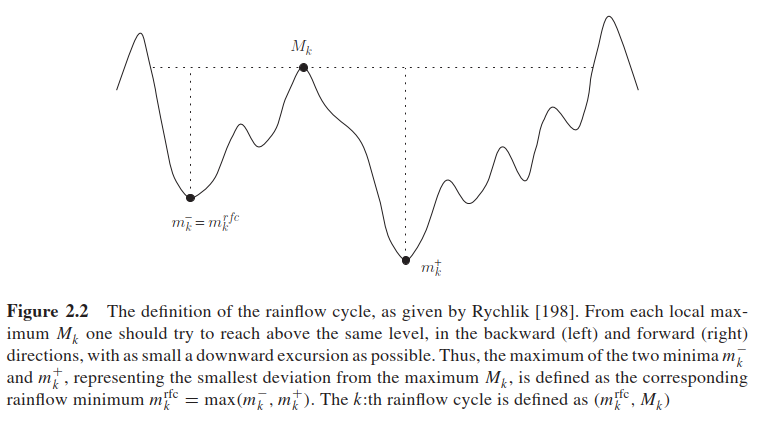 M_k
m_k^- = m_k^{rfc}
m_k^+
Figure 2.2 The definition of the rainflow cycle, as given by Rychlik [198]. From each local max-
imum M_k one should try to reach above the same level, in the backward (left) and forward (right)
directions, with as small a downward excursion as possible. Thus, the maximum of the two minima m_k^-
and m_k^+, representing the smallest deviation from the maximum M_k, is defined as the corresponding
rainflow minimum m_k^{rfc} = max(m_k^-, m_k^+). The k:th rainflow cycle is defined as (m_k^{rfc}, M_k)